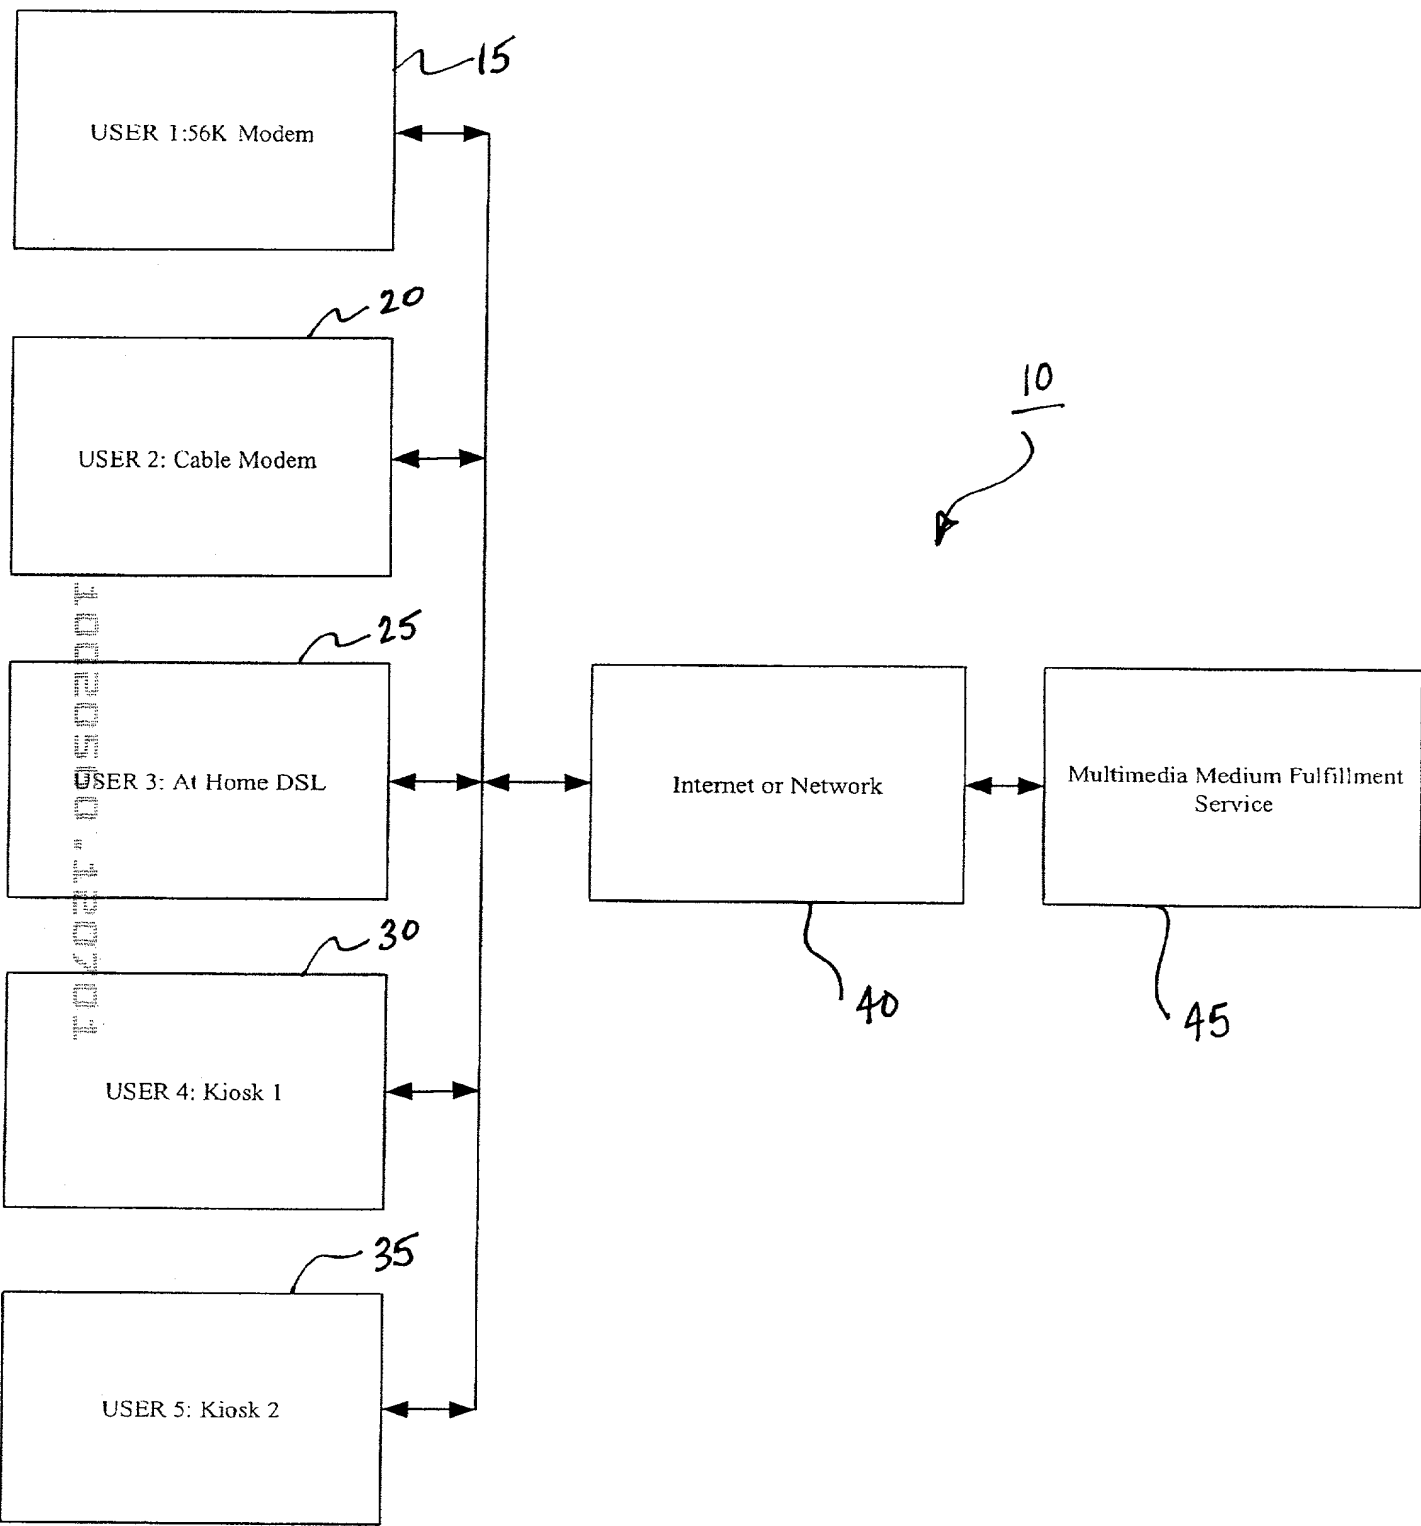 15
USER 1:56K Modem
20
USER 2: Cable Modem
10
25
USER 3: At Home DSL
Internet or Network
Multimedia Medium Fulfillment
Service
30
40
45
USER 4: Kiosk 1
35
USER 5: Kiosk 2